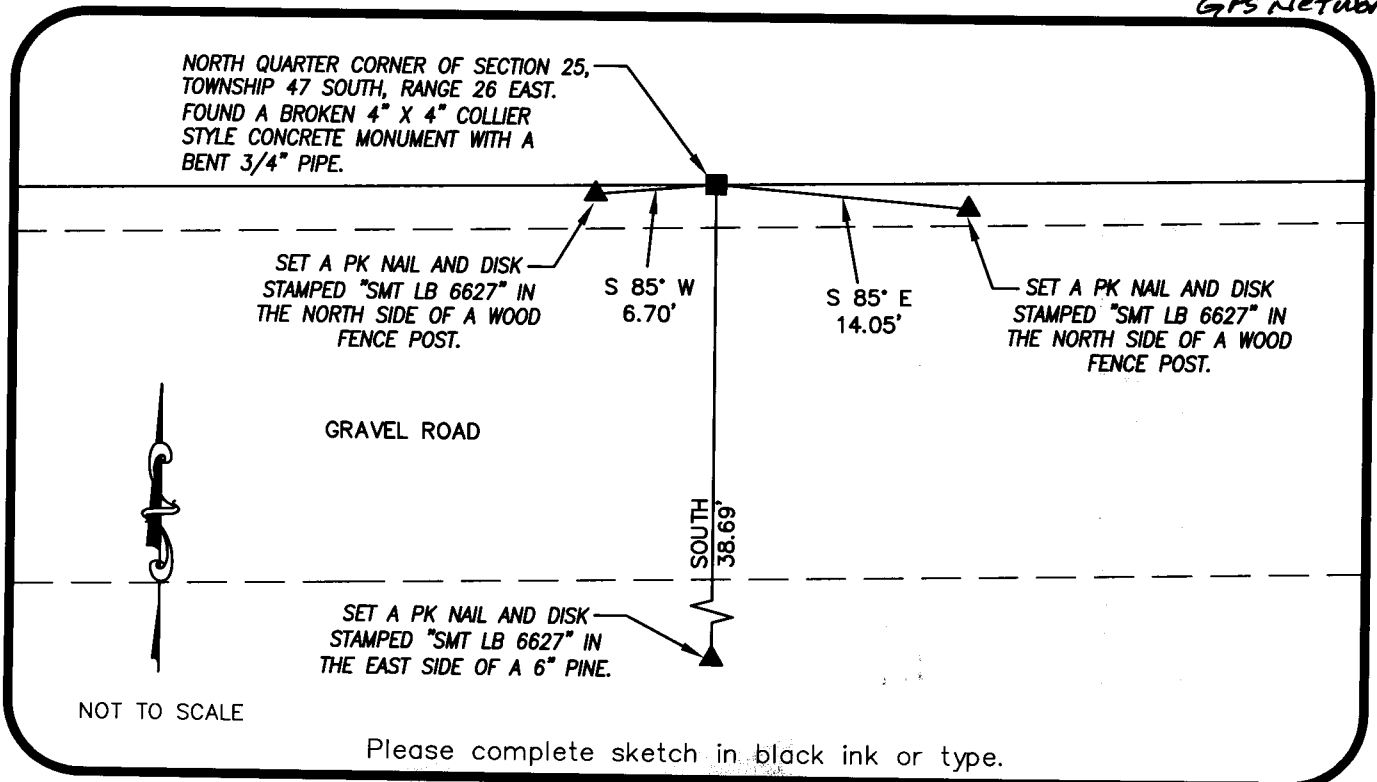 GPS Networ
NORTH QUARTER CORNER OF SECTION 25,
TOWNSHIP 47 SOUTH, RANGE 26 EAST.
FOUND A BROKEN 4" X 4" COLLIER
STYLE CONCRETE MONUMENT WITH A
BENT 3/4" PIPE.
SET A PK NAIL AND DISK
STAMPED "SMT LB 6627" IN
THE NORTH SIDE OF A WOOD
FENCE POST.
S 85° W
6.70'
S 85° E
14.05'
SET A PK NAIL AND DISK
STAMPED "SMT LB 6627" IN
THE NORTH SIDE OF A WOOD
FENCE POST.
GRAVEL ROAD
SOUTH
38.69'
SET A PK NAIL AND DISK
STAMPED "SMT LB 6627" IN
THE EAST SIDE OF A 6" PINE.
NOT TO SCALE
Please complete sketch in black ink or type.